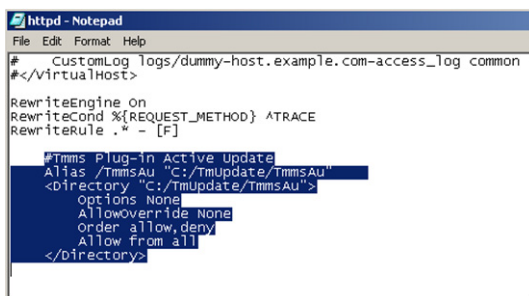 httpd - Notepad
File Edit Format Help
#    CustomLog logs/dummy-host.example.com-access_log common
#</VirtualHost>
RewriteEngine On
RewriteCond %{REQUEST_METHOD} ^TRACE
RewriteRule .* - [F]
#Tmms Plug-in Active Update
Alias /TmmsAu "C:/TmUpdate/TmmsAu"
<Directory "C:/TmUpdate/TmmsAu">
Options None
AllowOverride None
Order allow,deny
Allow from all
</Directory>